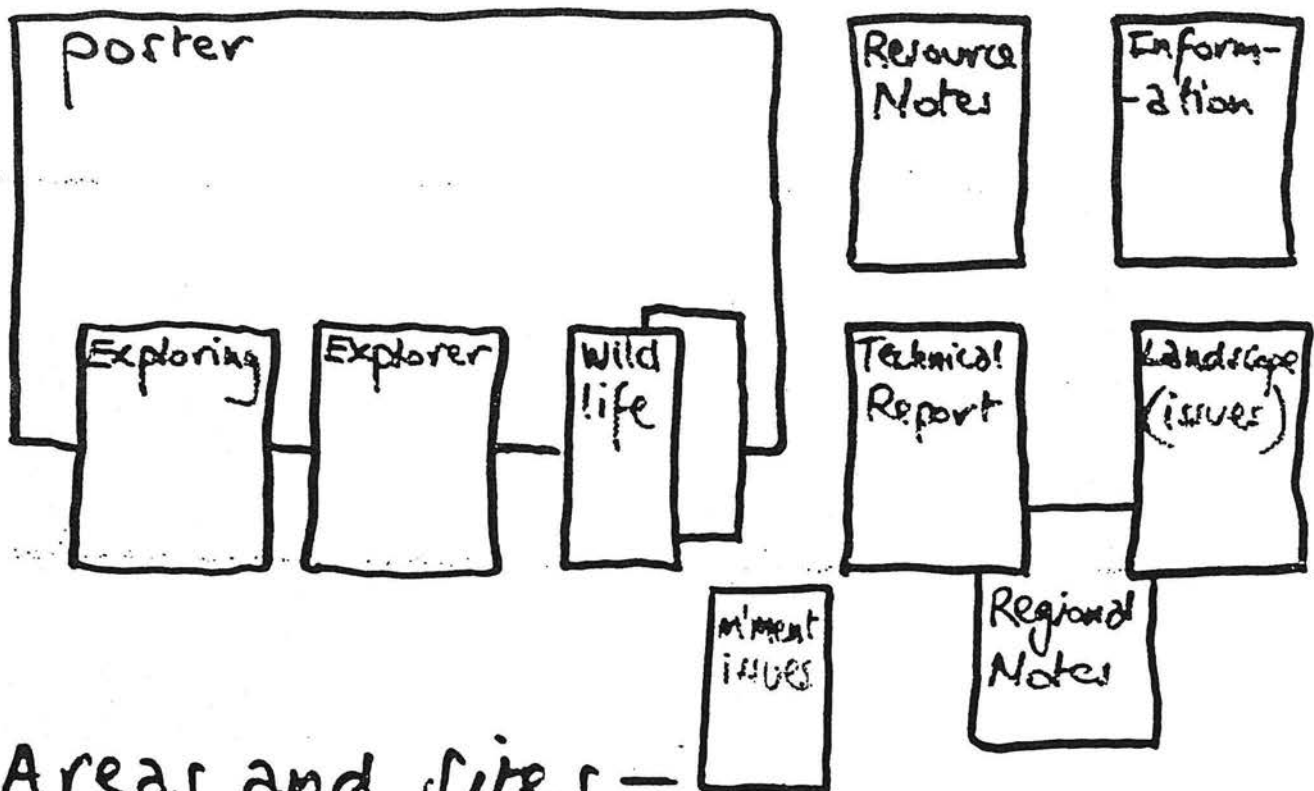 poster
Resource
Notes
Inform-
-ation
Exploring
Explorer
Wild
life
Technical
Report
Landscape
(issues)
m'ment
issues
Regional
Notes
Areas and Sites -